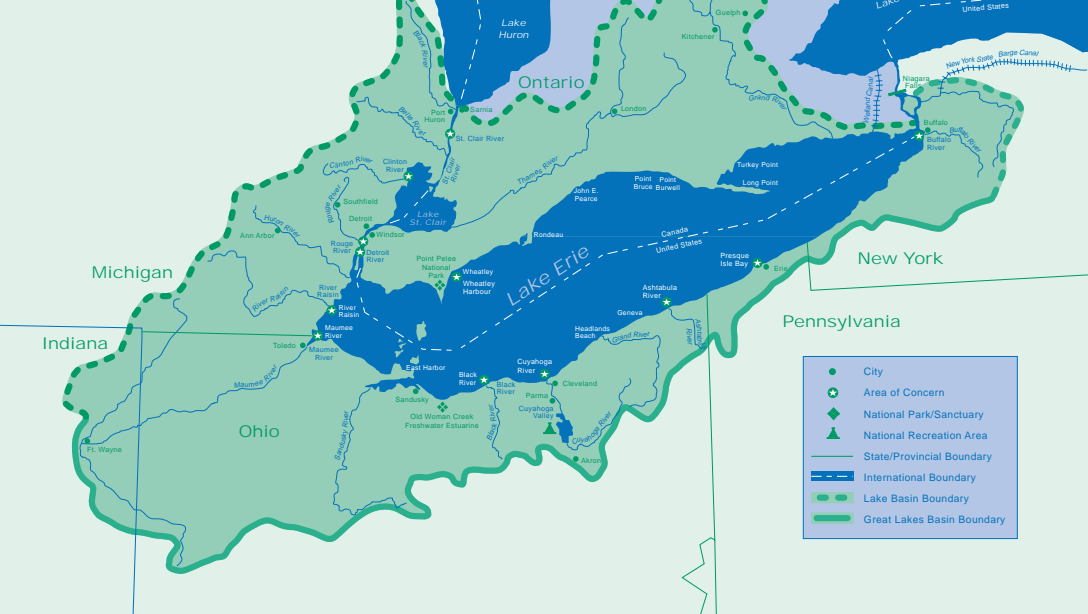 Lake
Huron
Lake
United States
Guelph
Kitchener
Black River
Ontario
New York State Barge Canal
Niagara
Falls
Welland Canal
Grand River
Port
Huron
Sarnia
London
St. Clair River
Belle River
Buffalo
Buffalo
River
Buffalo River
Canton River
Clinton
River
St. Clair
River
Thames River
Turkey Point
Long Point
Point
Bruce
Point
Burwell
John E.
Pearce
Rouge River
Southfield
Lake
St. Clair
Detroit
Windsor
Huron River
Ann Arbor
Rouge
River
Detroit
River
Rondeau
Canada
United States
Lake Erie
Point Pelee
National
Park
Wheatley
Wheatley
Harbour
Presque
Isle Bay
Erie
New York
Michigan
River Raisin
River
Raisin
River
Raisin
Ashtabula
River
Geneva
Pennsylvania
Indiana
Toledo
Maumee
River
Maumee
River
Headlands
Beach
Grand River
Ashtabula
River
East Harbor
Cuyahoga
River
Black
River
Black
River
Cleveland
Parma
Maumee River
Sandusky
Old Woman Creek
Freshwater Estuarine
Cuyahoga
Valley
Black River
Cuyahoga River
Sandusky River
Ohio
Ft. Wayne
Akron
City
Area of Concern
National Park/Sanctuary
National Recreation Area
State/Provincial Boundary
International Boundary
Lake Basin Boundary
Great Lakes Basin Boundary